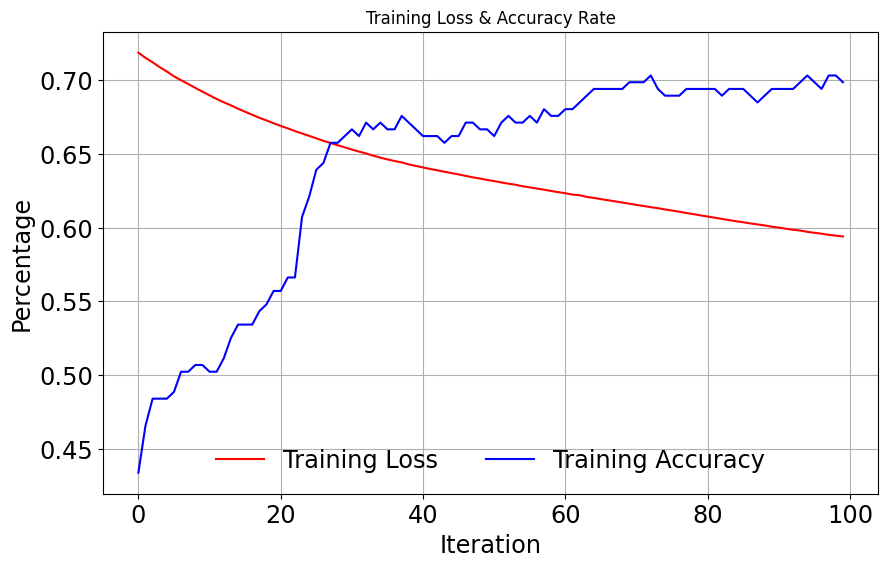 Training Loss & Accuracy Rate
Percentage
0.70
0.65
0.60
0.55
0.50
0.45
Training Loss Training Accuracy
0 20 40 60 80 100
Iteration